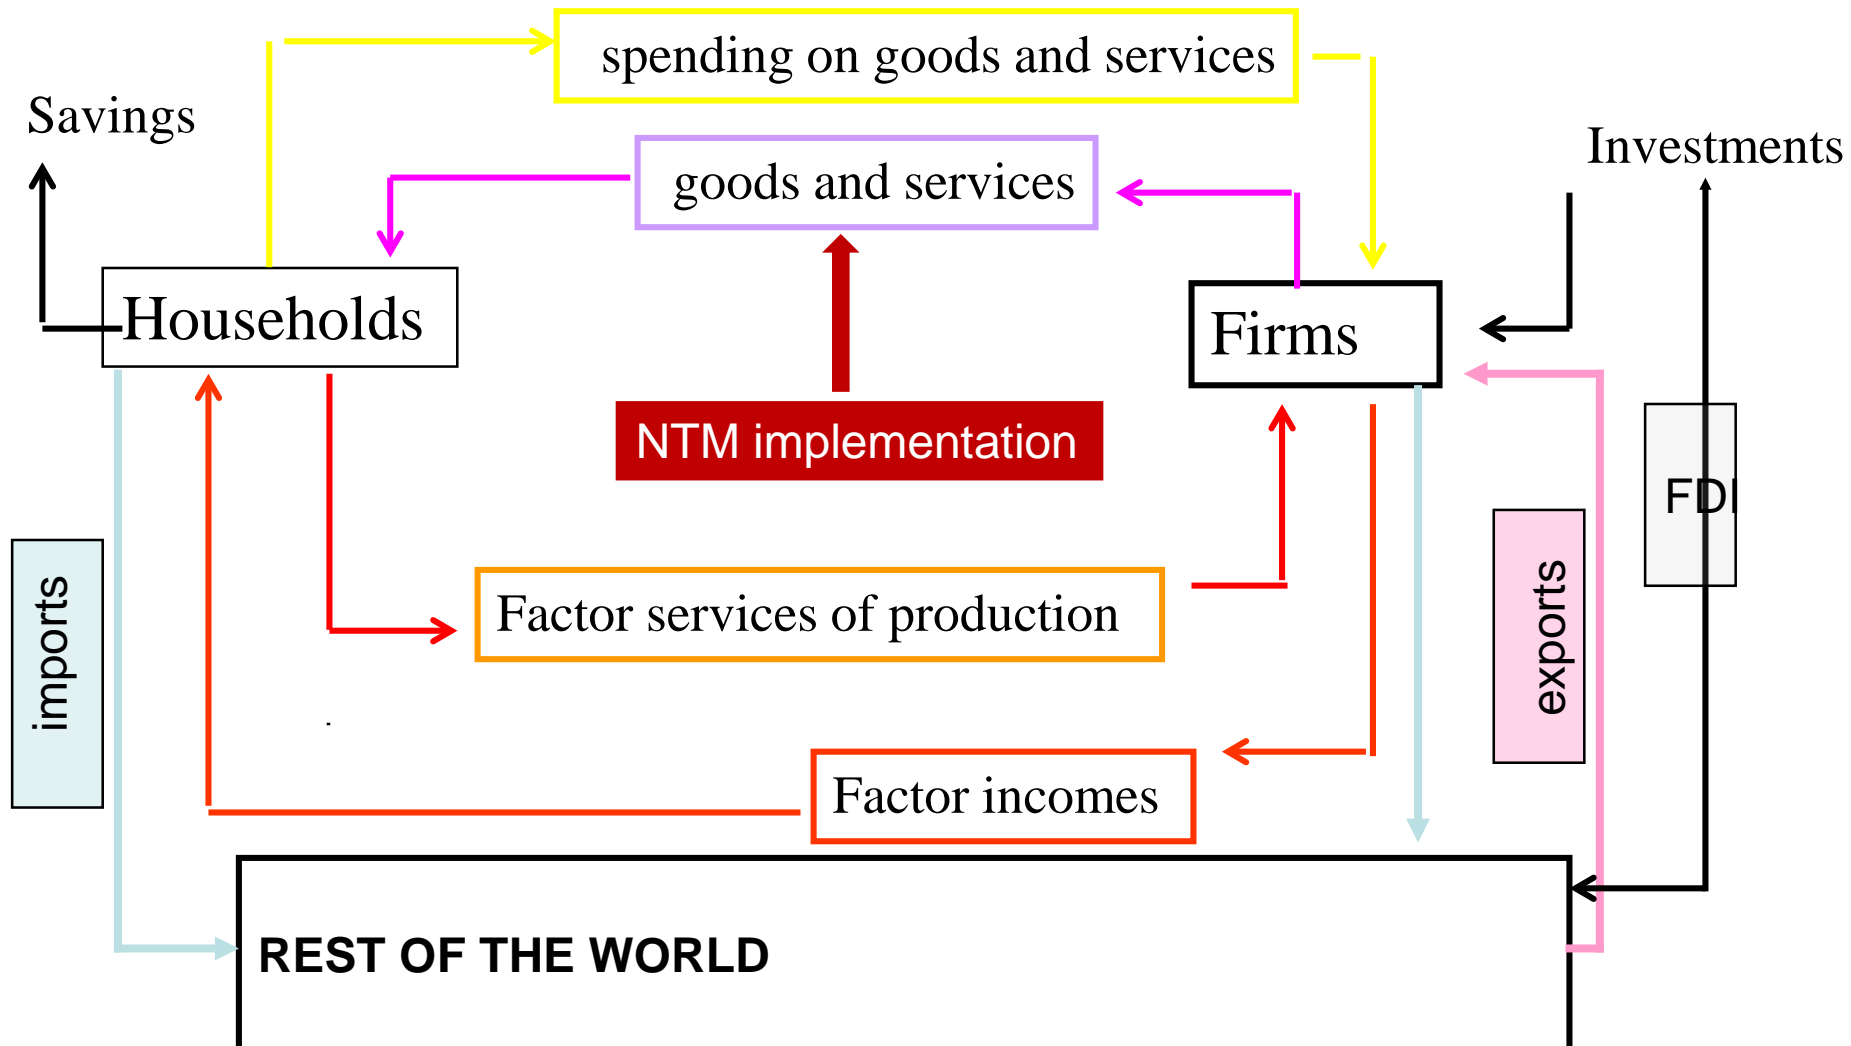 spending on goods and services
Savings
Investments
goods and services
Households
Firms
NTM implementation
FDI
imports
exports
Factor services of production
Factor incomes
REST OF THE WORLD